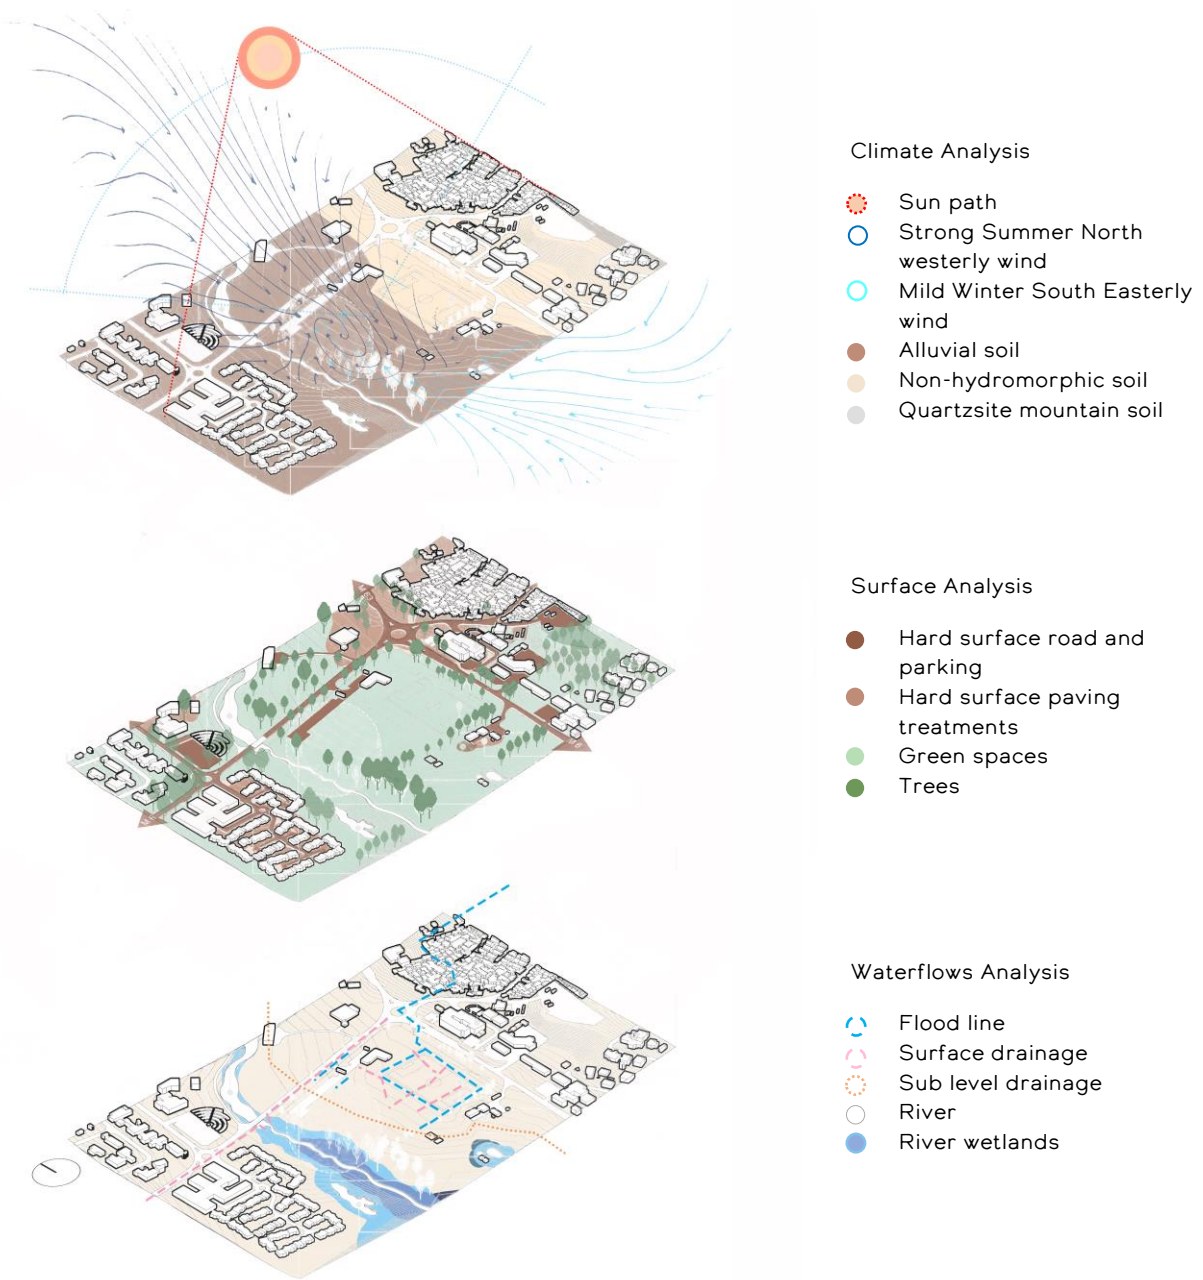 Climate Analysis
Sun path
Strong Summer North
westerly wind
Mild Winter South Easterly
wind
Alluvial soil
Non-hydromorphic soil
Quartzsite mountain soil
Surface Analysis
Hard surface road and
parking
Hard surface paving
treatments
Green spaces
Trees
Waterflows Analysis
Flood line
Surface drainage
Sub level drainage
River
River wetlands